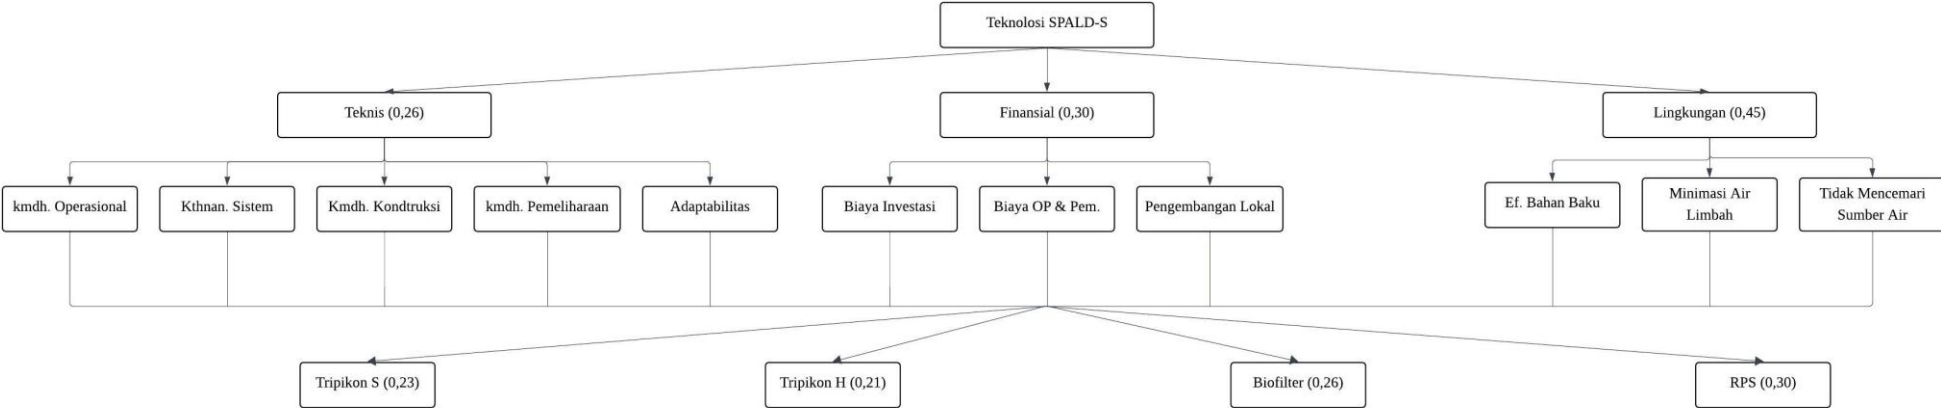 Teknolosi SPALD-S
Teknis (0,26)
Finansial (0,30)
Lingkungan (0,45)
kmdh. Operasional
Kthnan. Sistem
Kmdh. Kondtruksi
kmdh. Pemeliharaan
Adaptabilitas
Biaya Investasi
Biaya OP & Pem.
Pengembangan Lokal
Ef. Bahan Baku
Minimasi Air
Limbah
Tidak Mencemari
Sumber Air
Tripikon S (0,23)
Tripikon H (0,21)
Biofilter (0,26)
RPS (0,30)